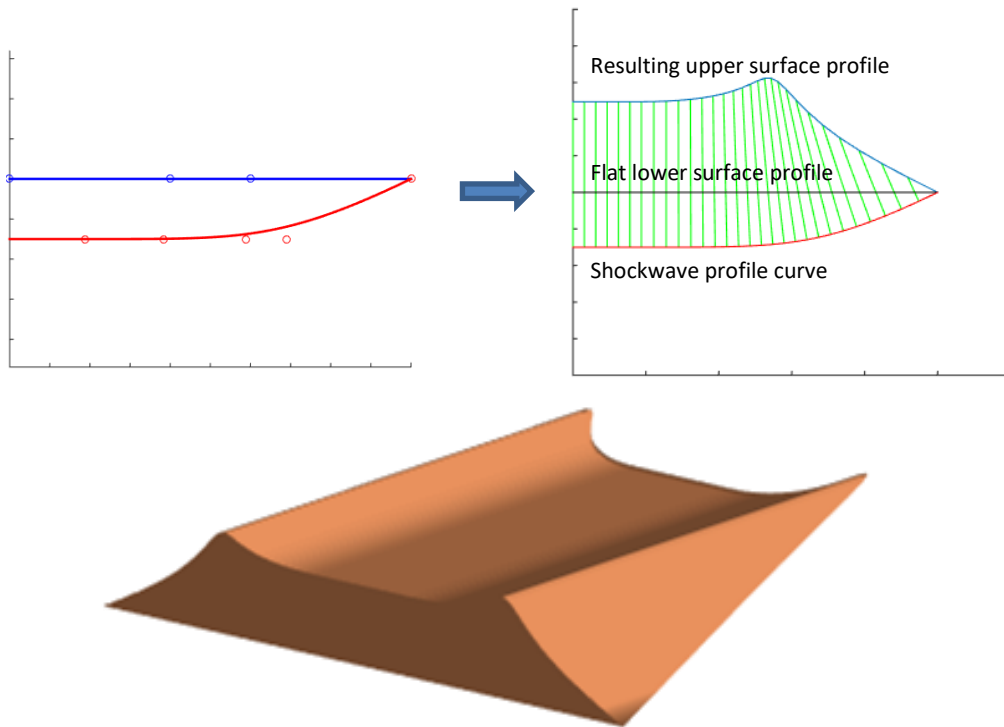 Resulting upper surface profile
Flat lower surface profile
Shockwave profile curve